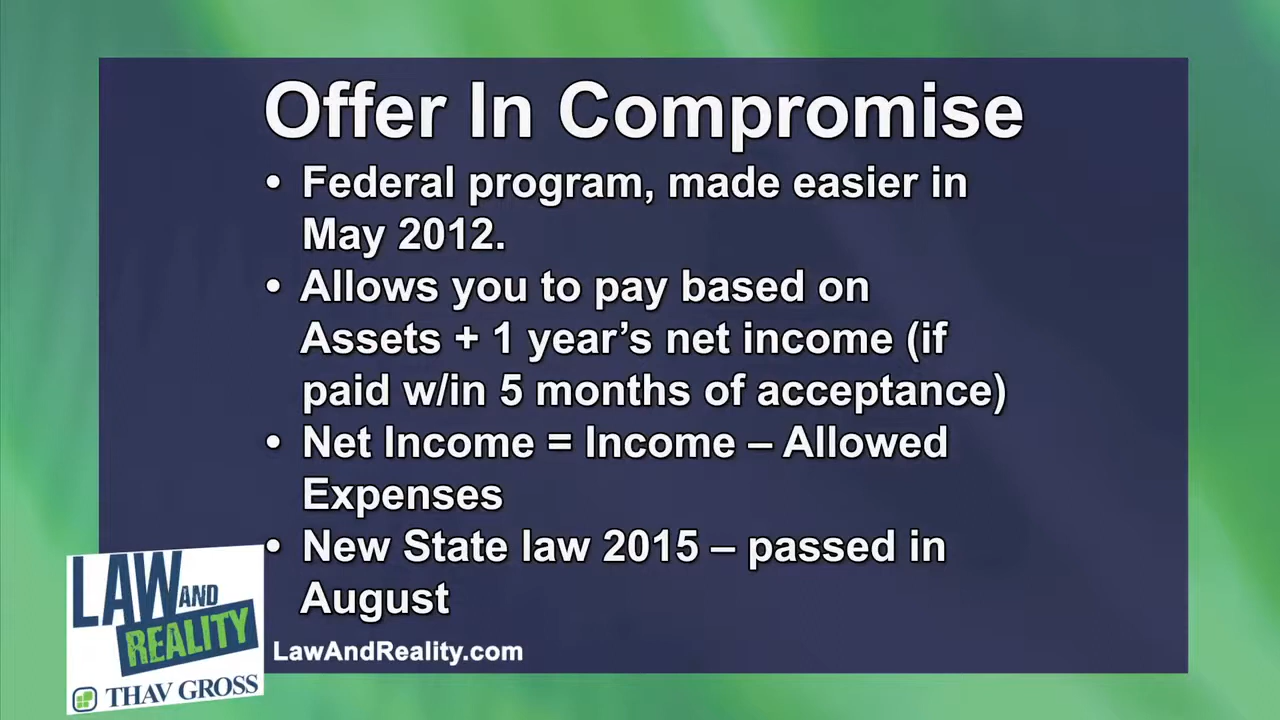 Offer In Compromise
• Federal program, made easier in
May 2012.
• Allows you to pay based on
Assets + 1 year’s net income (if
paid w/in 5 months of acceptance)
• Net Income = Income – Allowed
Expenses
• New State law 2015 – passed in
August
LawAndReality.com
LAW AND
REALITY
THAV GROSS